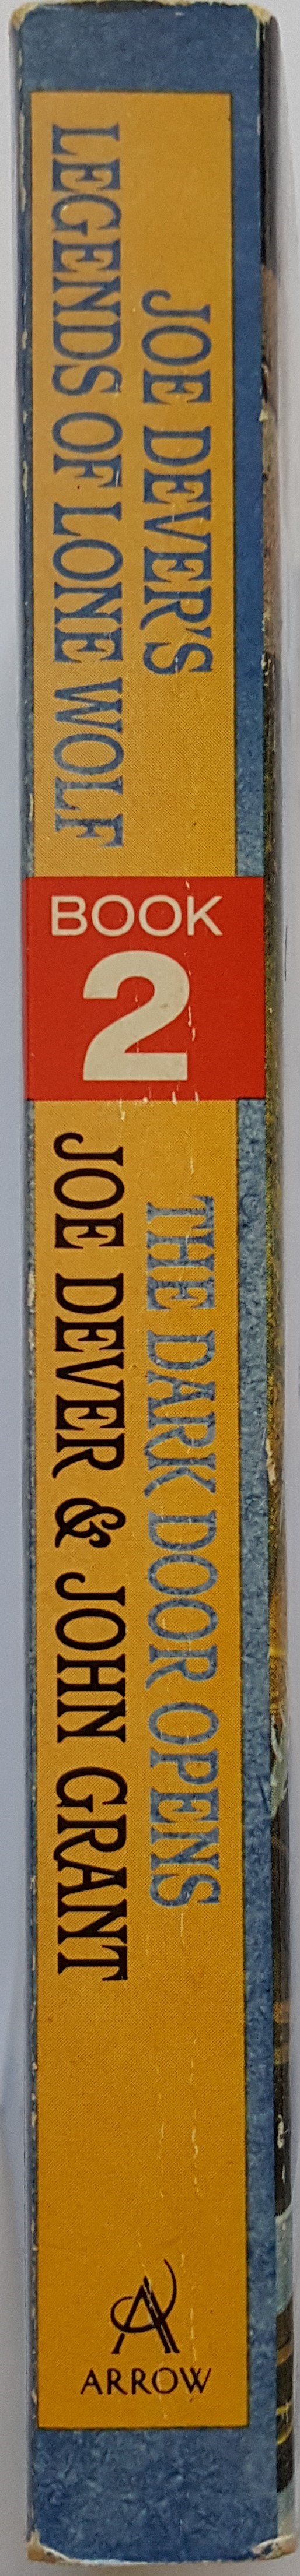 JOE DEVER'S
LEGENDS OF LONE WOLF
BOOK
2
THE DARK DOOR OPENS
JOE DEVER & JOHN GRANT
ARROW